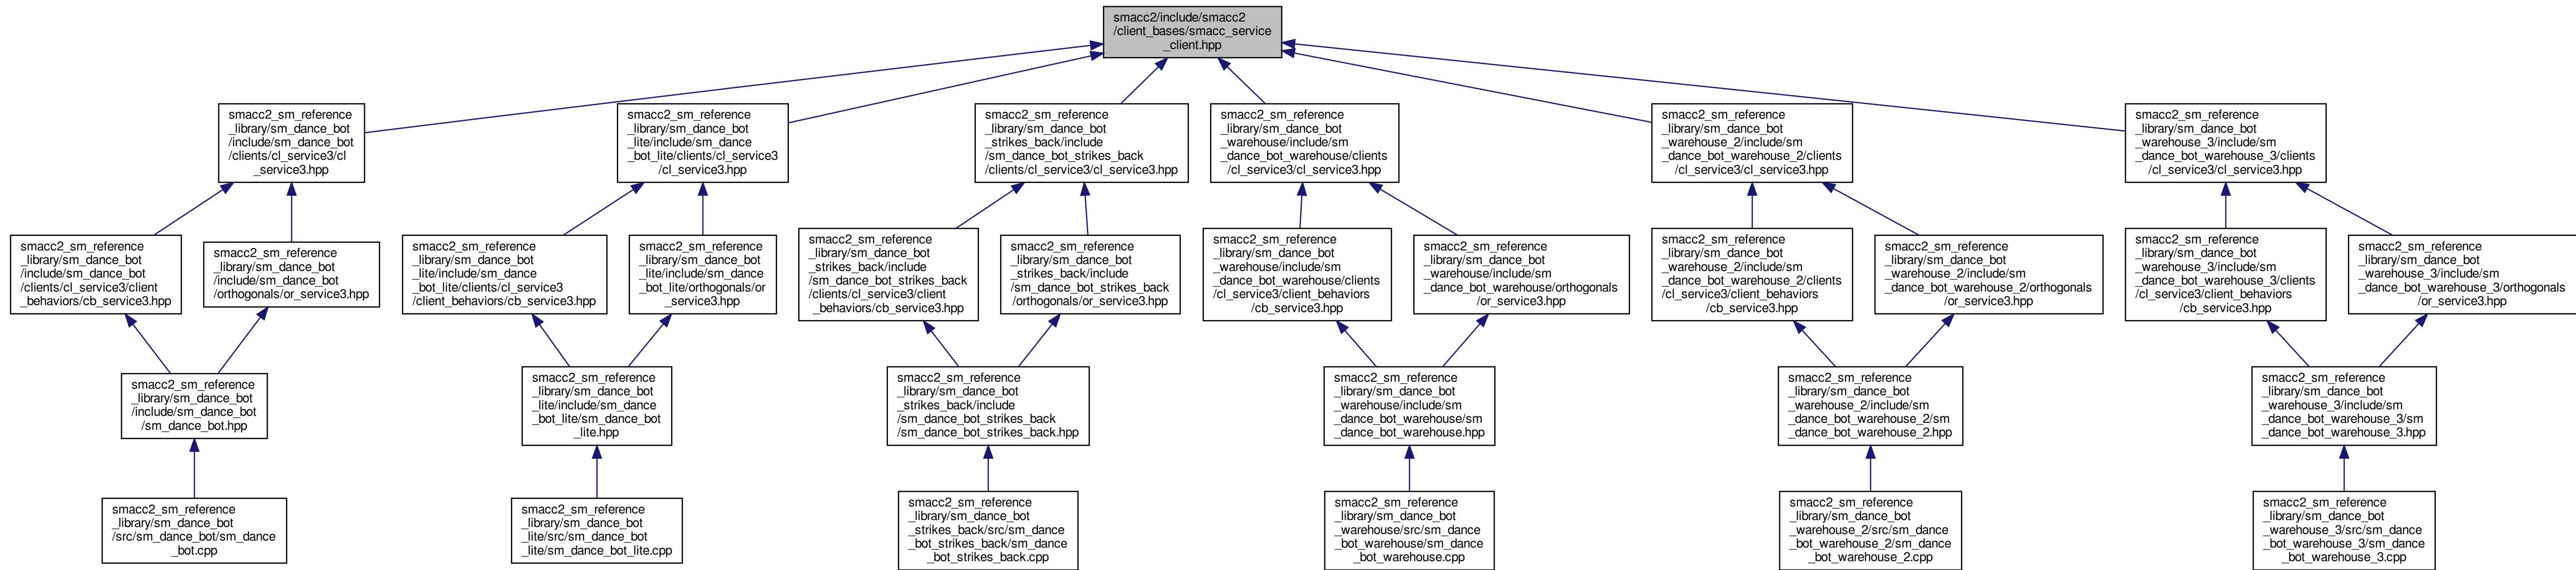 smacc2/include/smacc2
/client_bases/smacc_service
_client.hpp
smacc2_sm_reference
_library/sm_dance_bot
/include/sm_dance_bot
/clients/cl_service3/cl
_service3.hpp
smacc2_sm_reference
_library/sm_dance_bot
_lite/include/sm_dance
_bot_lite/clients/cl_service3
/cl_service3.hpp
smacc2_sm_reference
_library/sm_dance_bot
_strikes_back/include
/sm_dance_bot_strikes_back
/clients/cl_service3/cl_service3.hpp
smacc2_sm_reference
_library/sm_dance_bot
_warehouse/include/sm
_dance_bot_warehouse/clients
/cl_service3/cl_service3.hpp
smacc2_sm_reference
_library/sm_dance_bot
_warehouse_2/include/sm
_dance_bot_warehouse_2/clients
/cl_service3/cl_service3.hpp
smacc2_sm_reference
_library/sm_dance_bot
_warehouse_3/include/sm
_dance_bot_warehouse_3/clients
/cl_service3/cl_service3.hpp
smacc2_sm_reference
_library/sm_dance_bot
/include/sm_dance_bot
/clients/cl_service3/client
_behaviors/cb_service3.hpp
smacc2_sm_reference
_library/sm_dance_bot
/include/sm_dance_bot
/orthogonals/or_service3.hpp
smacc2_sm_reference
_library/sm_dance_bot
_lite/include/sm_dance
_bot_lite/clients/cl_service3
/client_behaviors/cb_service3.hpp
smacc2_sm_reference
_library/sm_dance_bot
_lite/include/sm_dance
_bot_lite/orthogonals/or
_service3.hpp
smacc2_sm_reference
_library/sm_dance_bot
_strikes_back/include
/sm_dance_bot_strikes_back
/clients/cl_service3/client
_behaviors/cb_service3.hpp
smacc2_sm_reference
_library/sm_dance_bot
_strikes_back/include
/sm_dance_bot_strikes_back
/orthogonals/or_service3.hpp
smacc2_sm_reference
_library/sm_dance_bot
_warehouse/include/sm
_dance_bot_warehouse/clients
/cl_service3/client_behaviors
/cb_service3.hpp
smacc2_sm_reference
_library/sm_dance_bot
_warehouse/include/sm
_dance_bot_warehouse/orthogonals
/or_service3.hpp
smacc2_sm_reference
_library/sm_dance_bot
_warehouse_2/include/sm
_dance_bot_warehouse_2/clients
/cl_service3/client_behaviors
/cb_service3.hpp
smacc2_sm_reference
_library/sm_dance_bot
_warehouse_2/include/sm
_dance_bot_warehouse_2/orthogonals
/or_service3.hpp
smacc2_sm_reference
_library/sm_dance_bot
_warehouse_3/include/sm
_dance_bot_warehouse_3/clients
/cl_service3/client_behaviors
/cb_service3.hpp
smacc2_sm_reference
_library/sm_dance_bot
_warehouse_3/include/sm
_dance_bot_warehouse_3/orthogonals
/or_service3.hpp
smacc2_sm_reference
_library/sm_dance_bot
/include/sm_dance_bot
/sm_dance_bot.hpp
smacc2_sm_reference
_library/sm_dance_bot
_lite/include/sm_dance
_bot_lite/sm_dance_bot
_lite.hpp
smacc2_sm_reference
_library/sm_dance_bot
_strikes_back/include
/sm_dance_bot_strikes_back
/sm_dance_bot_strikes_back.hpp
smacc2_sm_reference
_library/sm_dance_bot
_warehouse/include/sm
_dance_bot_warehouse/sm
_dance_bot_warehouse.hpp
smacc2_sm_reference
_library/sm_dance_bot
_warehouse_2/include/sm
_dance_bot_warehouse_2/sm
_dance_bot_warehouse_2.hpp
smacc2_sm_reference
_library/sm_dance_bot
_warehouse_3/include/sm
_dance_bot_warehouse_3/sm
_dance_bot_warehouse_3.hpp
smacc2_sm_reference
_library/sm_dance_bot
/src/sm_dance_bot/sm_dance
_bot.cpp
smacc2_sm_reference
_library/sm_dance_bot
_lite/src/sm_dance_bot
_lite/sm_dance_bot_lite.cpp
smacc2_sm_reference
_library/sm_dance_bot
_strikes_back/src/sm_dance
_bot_strikes_back/sm_dance
_bot_strikes_back.cpp
smacc2_sm_reference
_library/sm_dance_bot
_warehouse/src/sm_dance
_bot_warehouse/sm_dance
_bot_warehouse.cpp
smacc2_sm_reference
_library/sm_dance_bot
_warehouse_2/src/sm_dance
_bot_warehouse_2/sm_dance
_bot_warehouse_2.cpp
smacc2_sm_reference
_library/sm_dance_bot
_warehouse_3/src/sm_dance
_bot_warehouse_3/sm_dance
_bot_warehouse_3.cpp